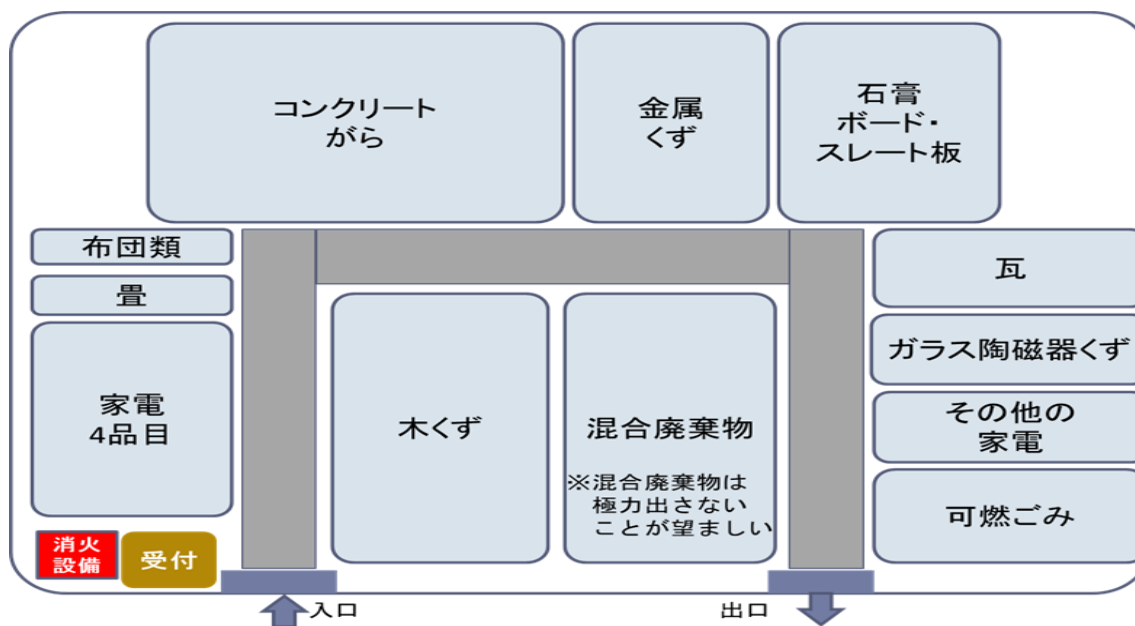 コンクリート
がら
金属
くず
石膏
ボード・
スレート板
布団類
畳
家電
4品目
消火
設備
受付
木くず
混合廃棄物
※混合廃棄物は
極力出さない
ことが望ましい
瓦
ガラス陶磁器くず
その他の
家電
可燃ごみ
入口
出口